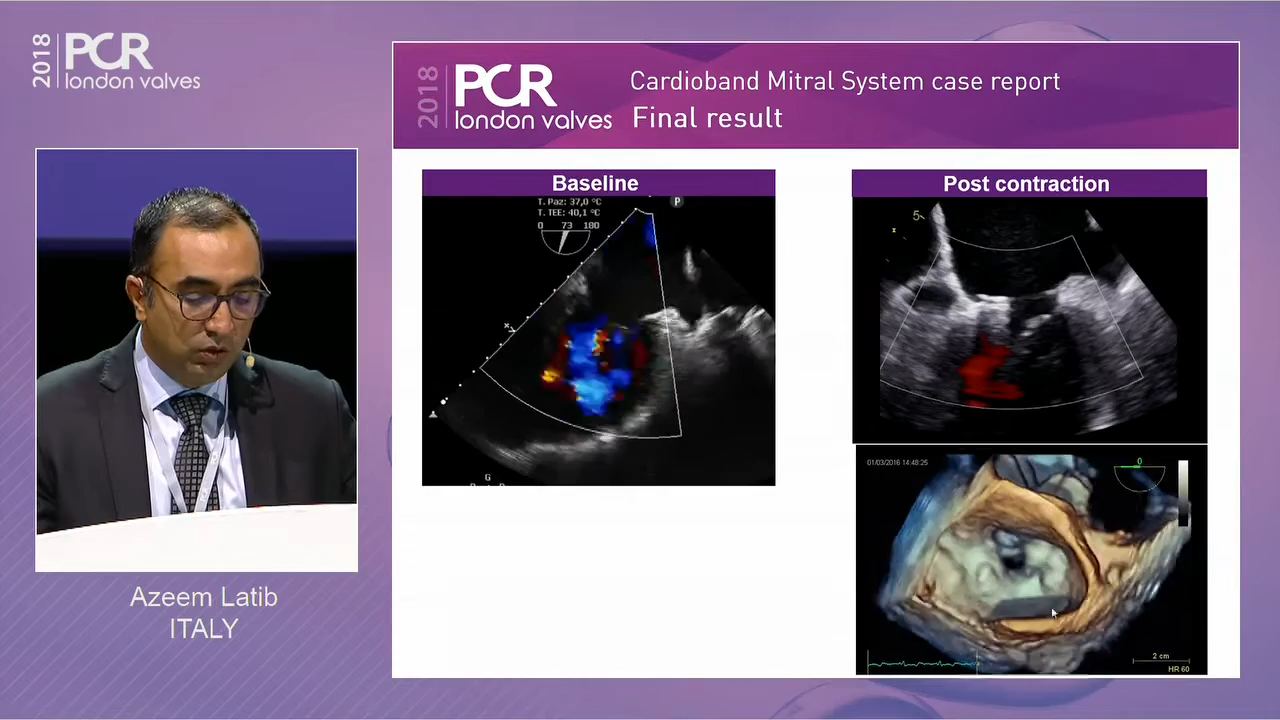 2018 PCR
london valves
Azeem Latib
ITALY
2018 PCR
london valves
Cardioband Mitral System case report
Final result
Baseline
T. Paz: 37,0 °C
T. TEE: 40,1 °C
0 73 180
P
G
Post contraction
5
01/03/2016 14:48:25
0
2 cm
HR 60